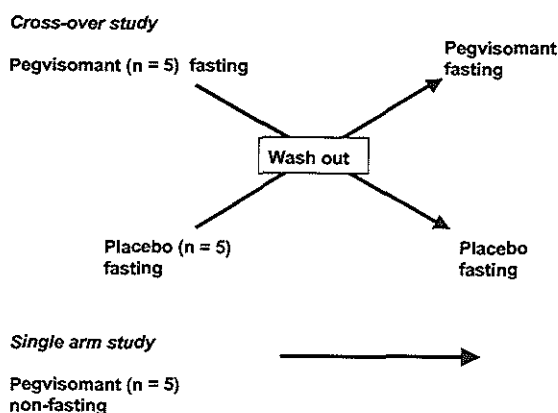 Cross-over study
Pegvisomant (n = 5) fasting
Pegvisomant
fasting
Wash out
Placebo (n = 5)
fasting
Placebo
fasting
Single arm study
Pegvisomant (n = 5)
non-fasting